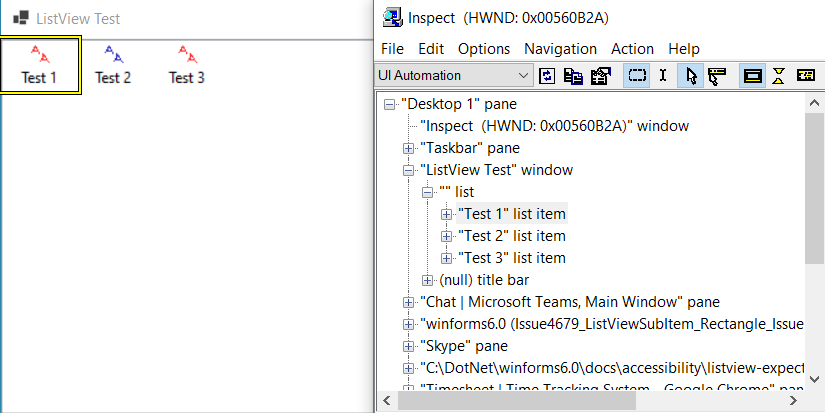 ListView Test
Test 1
Test 2
Test 3
Inspect (HWND: 0x00560B2A)
File Edit Options Navigation Action Help
UI Automation
"Desktop 1" pane
"Inspect (HWND: 0x00560B2A)" window
"Taskbar" pane
"ListView Test" window
"" list
"Test 1" list item
"Test 2" list item
"Test 3" list item
(null) title bar
"Chat | Microsoft Teams, Main Window" pane
"winforms6.0 (Issue4679_ListViewSubItem_Rectangle_Issue
"Skype" pane
"C:\DotNet\winforms6.0\docs\accessibility\listview-expect
"Timesheet | Time Tracking System - Google Chrome" pan